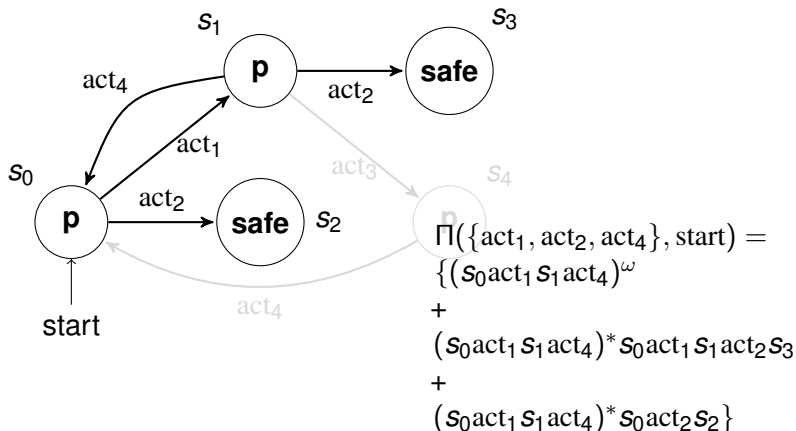 s₁
s₃
p
safe
act₄
act₂
act₁
act₃
s₀
s₄
p
act₂
safe
s₂
p
start
act₄
Π({act₁, act₂, act₄}, start) =
{(s₀act₁s₁act₄)^ω
+
(s₀act₁s₁act₄)*s₀act₁s₁act₂s₃
+
(s₀act₁s₁act₄)*s₀act₂s₂}